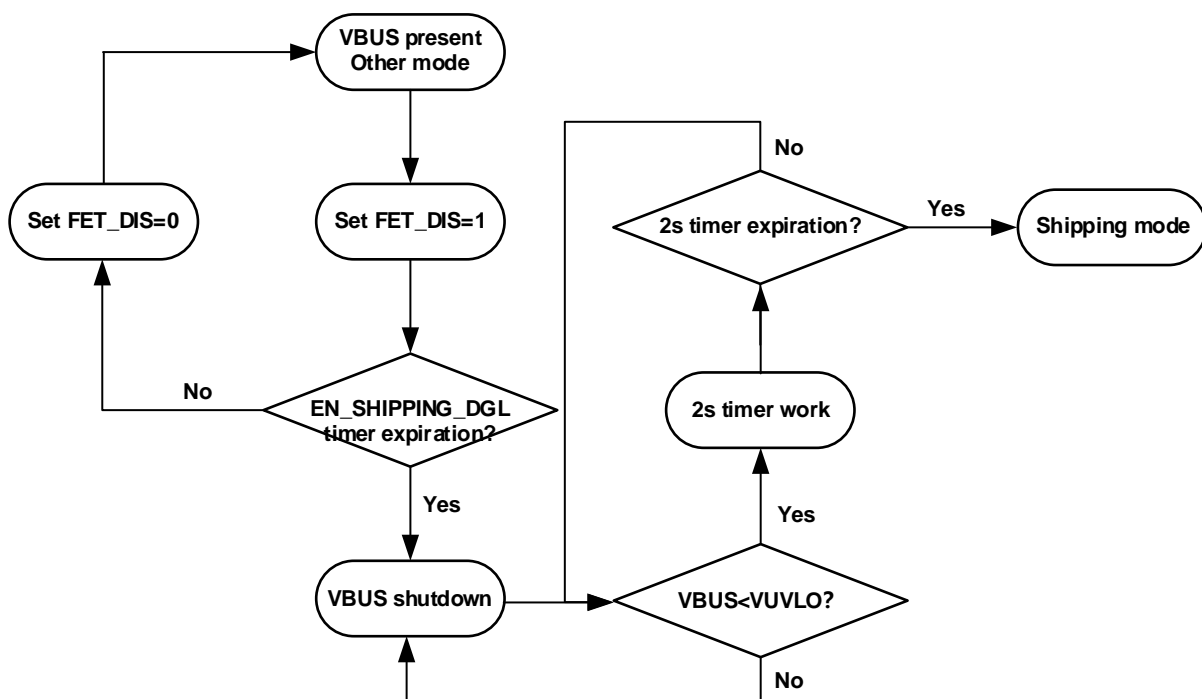 VBUS present
Other mode
Set FET_DIS=0
Set FET_DIS=1
No
EN_SHIPPING_DGL
timer expiration?
Yes
VBUS shutdown
No
2s timer expiration?
Yes
Shipping mode
2s timer work
Yes
VBUS<VUVLO?
No